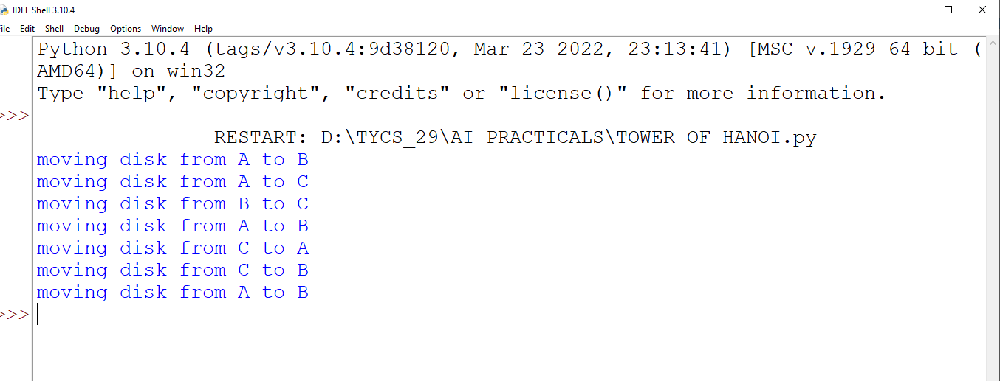 IDLE Shell 3.10.4
ile Edit Shell Debug Options Window Help
Python 3.10.4 (tags/v3.10.4:9d38120, Mar 23 2022, 23:13:41) [MSC v.1929 64 bit (
AMD64)] on win32
Type "help", "copyright", "credits" or "license()" for more information.
>>>
============== RESTART: D:\TYCS_29\AI PRACTICALS\TOWER OF HANOI.py =============
moving disk from A to B
moving disk from A to C
moving disk from B to C
moving disk from A to B
moving disk from C to A
moving disk from C to B
moving disk from A to B
>>>